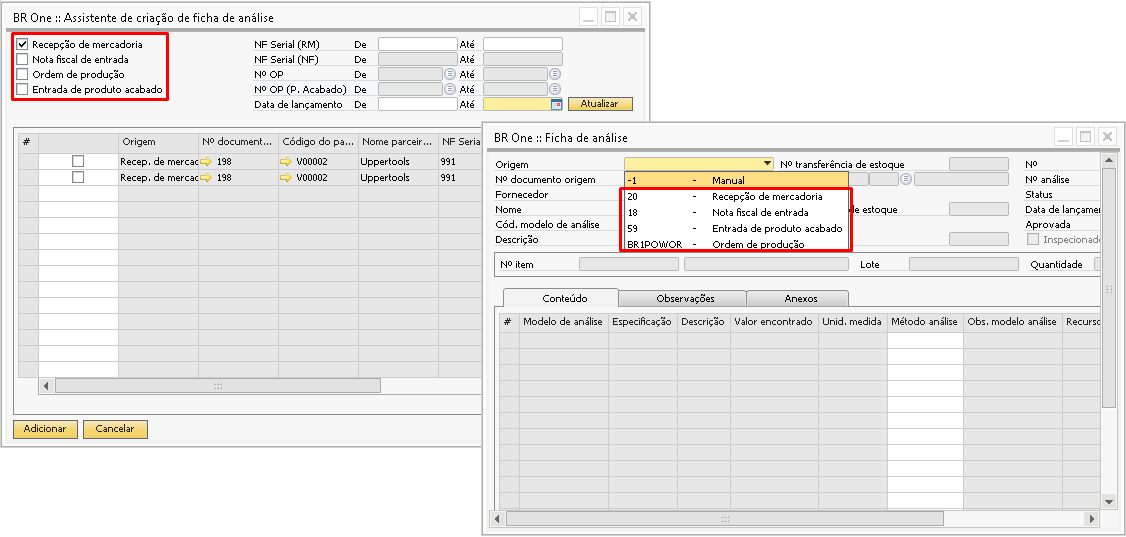 BR One :: Assistente de criação de ficha de análise
Recepção de mercadoria
Nota fiscal de entrada
Ordem de produção
Entrada de produto acabado
NF Serial (RM) De Até
NF Serial (NF) De Até
Nº OP De Até
Nº OP (P. Acabado) De Até
Data de lançamento De Até Atualizar
# Origem Nº document... Código do pa... Nome parceir... NF Serial
Recep. de mercac 198 V00002 Uppertools 991
Recep. de mercac 198 V00002 Uppertools 991
Adicionar Cancelar
BR One :: Ficha de análise
Origem Nº transferência de estoque Nº
Nº documento origem Nº análise
Fornecedor Status
Nome de estoque Data de lançamen
Cód. modelo de análise Aprovada
Descrição Inspecionado
-1 - Manual
20 - Recepção de mercadoria
18 - Nota fiscal de entrada
59 - Entrada de produto acabado
BR1POWOR - Ordem de produção
Nº item Lote Quantidade
Conteúdo Observações Anexos
# Modelo de análise Especificação Descrição Valor encontrado Unid. medida Método análise Obs. modelo análise Recurso